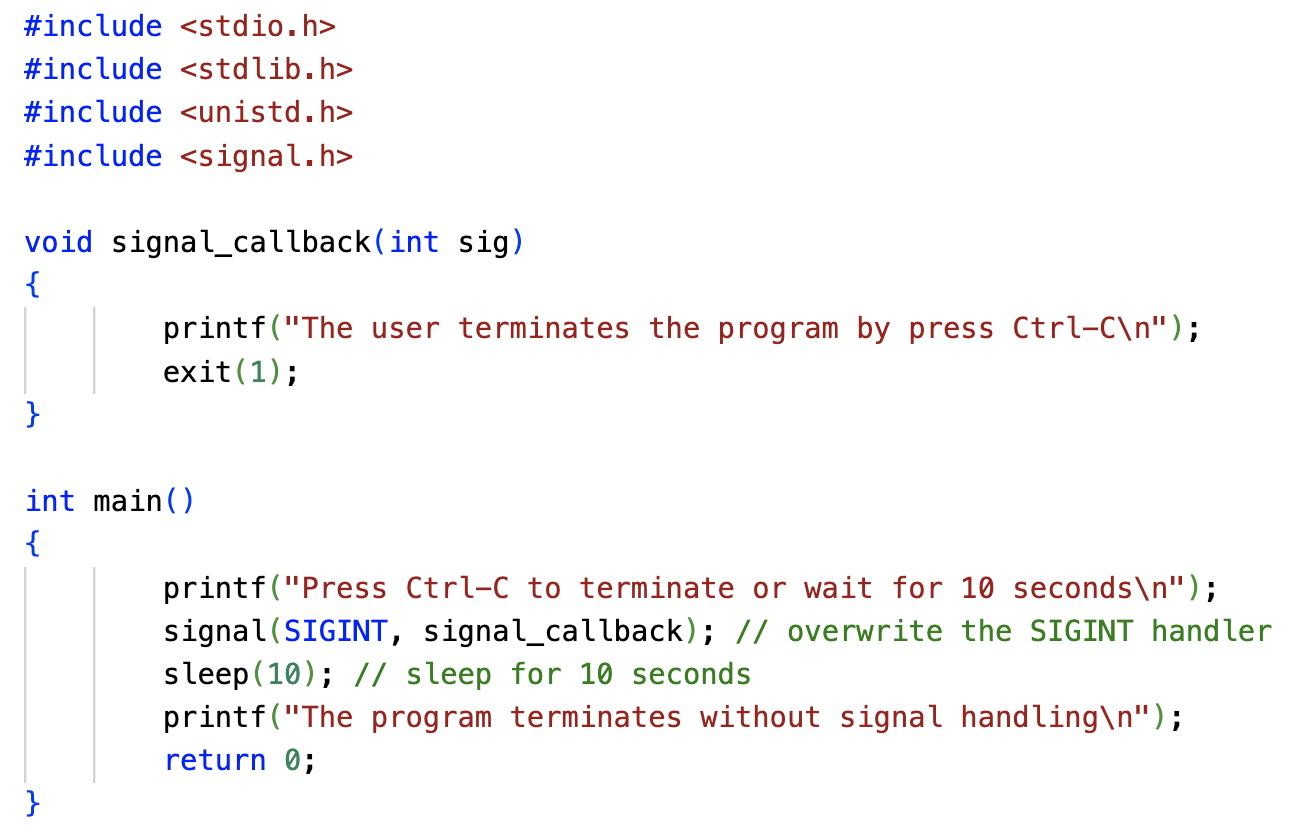 #include <stdio.h>
#include <stdlib.h>
#include <unistd.h>
#include <signal.h>

void signal_callback(int sig)
{
        printf("The user terminates the program by press Ctrl-C\n");
        exit(1);
}

int main()
{
        printf("Press Ctrl-C to terminate or wait for 10 seconds\n");
        signal(SIGINT, signal_callback); // overwrite the SIGINT handler
        sleep(10); // sleep for 10 seconds
        printf("The program terminates without signal handling\n");
        return 0;
}